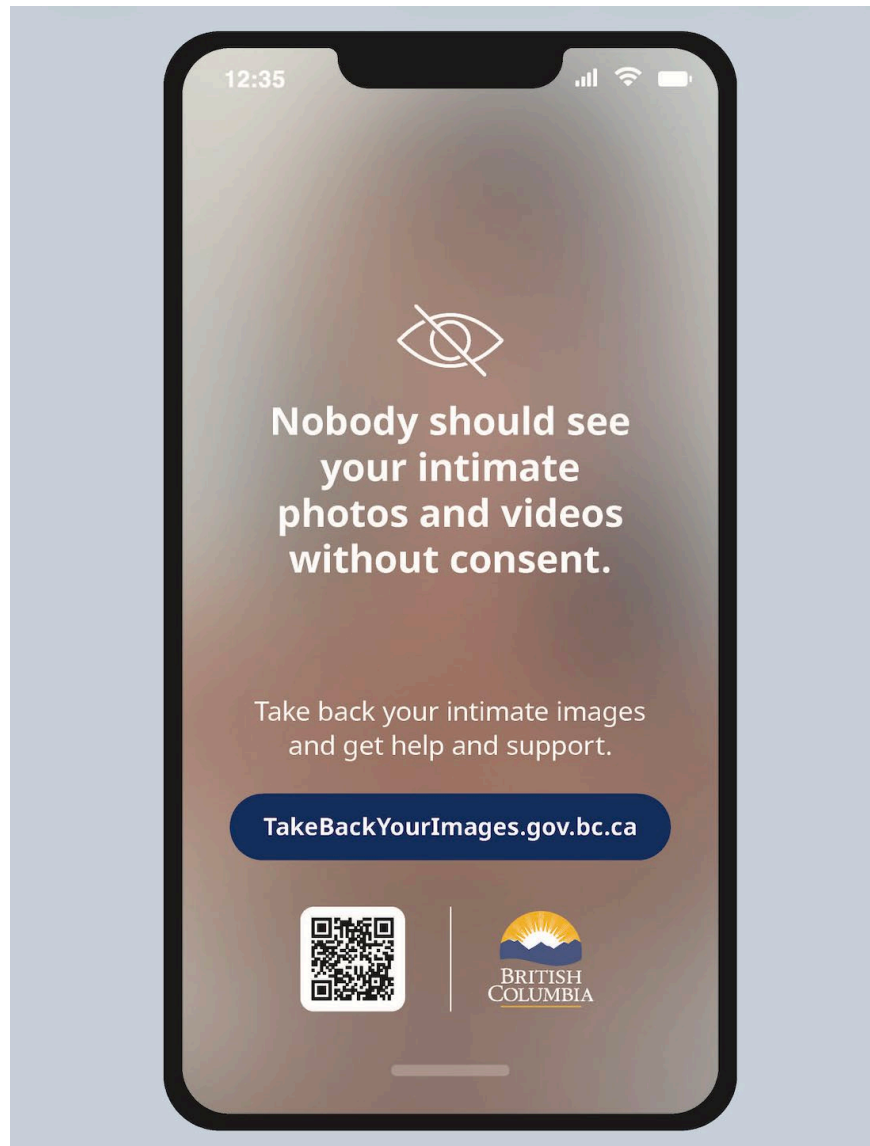 12:35
Nobody should see
your intimate
photos and videos
without consent.
Take back your intimate images
and get help and support.
TakeBackYourImages.gov.bc.ca
BRITISH
COLUMBIA